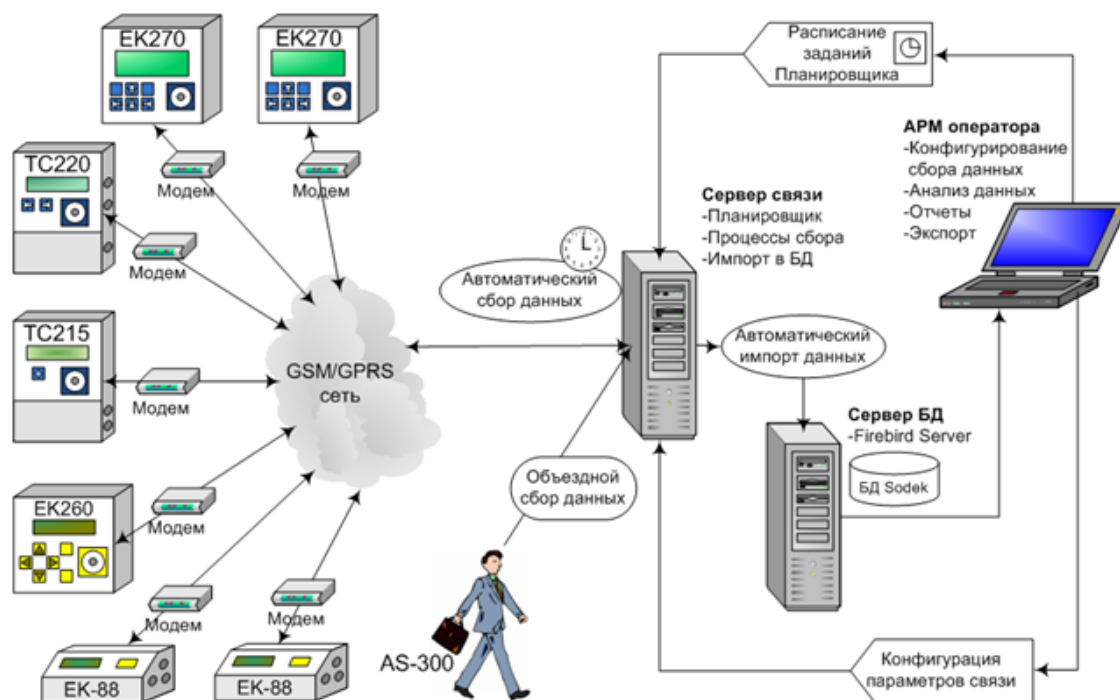 EK270
EK270
Расписание
заданий
Планировщика
TC220
Модем
Модем
АРМ оператора
-Конфигурирование
сбора данных
-Анализ данных
-Отчеты
-Экспорт
Сервер связи
-Планировщик
-Процессы сбора
-Импорт в БД
Модем
Автоматический
сбор данных
TC215
Модем
GSM/GPRS
сеть
Автоматический
импорт данных
Сервер БД
-Firebird Server
БД Sodek
EK260
Модем
Объездной
сбор данных
Модем
Модем
AS-300
EK-88
EK-88
Конфигурация
параметров связи